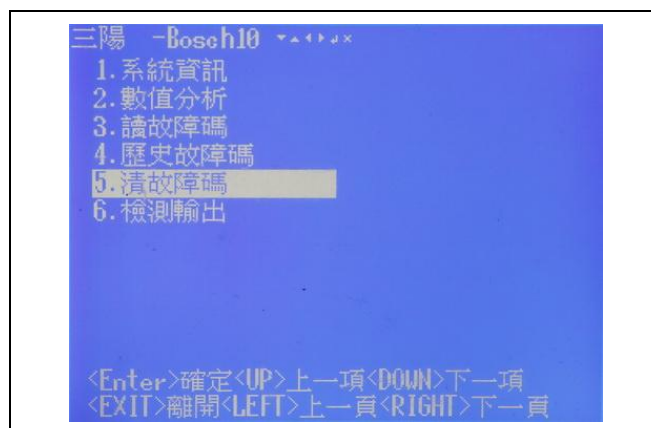 三陽 -Bosch10 ▼▲◀▶↲×
1.系統資訊
2.數值分析
3.讀故障碼
4.歷史故障碼
5.清故障碼
6.檢測輸出
<Enter>確定<UP>上一項<DOWN>下一項
<EXIT>離開<LEFT>上一頁<RIGHT>下一頁